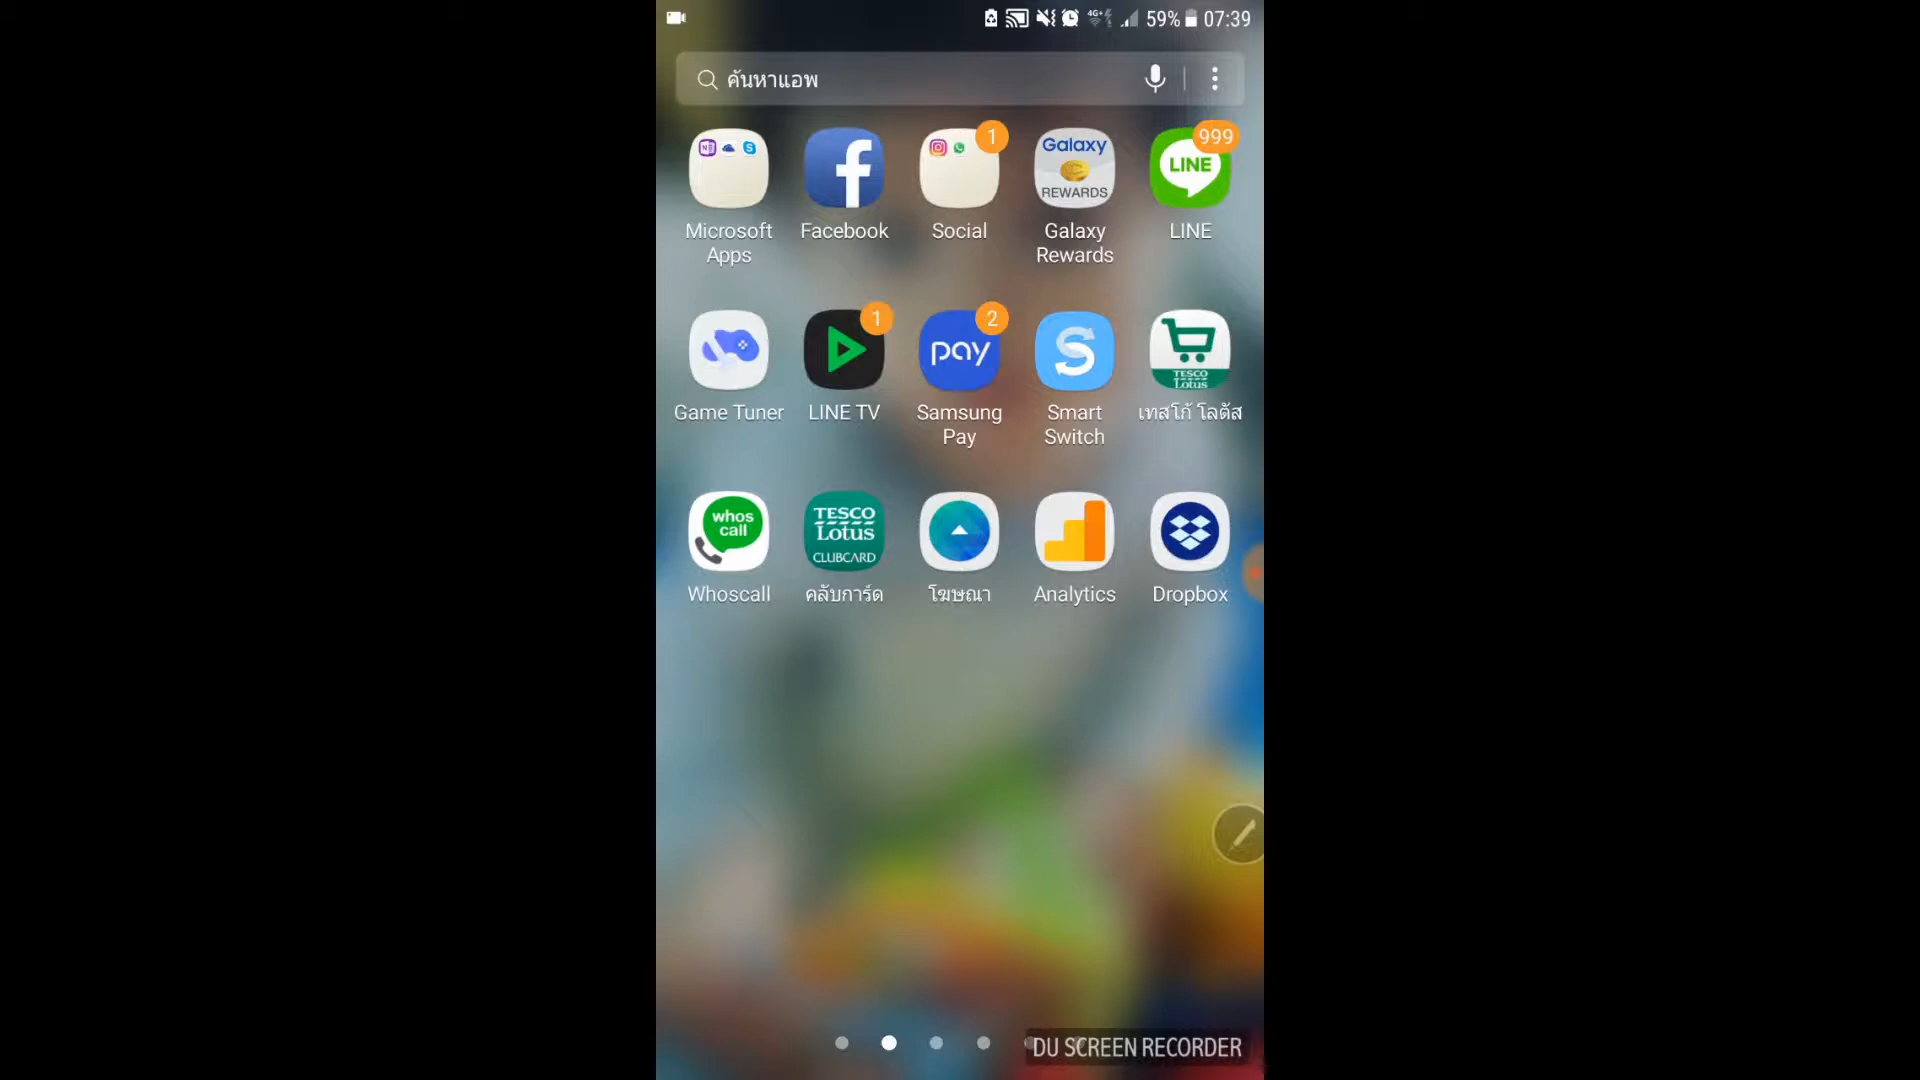 4G+ 59% 07:39
ค้นหาแอพ
N S 1 Galaxy REWARDS LINE 999
Microsoft Apps
Facebook
Social
Galaxy Rewards
LINE
1 pay 2 S TESCO Lotus
Game Tuner
LINE TV
Samsung Pay
Smart Switch
เทสโก้ โลตัส
whos call
TESCO Lotus CLUBCARD
Whoscall
คลับการ์ด
โฆษณา
Analytics
Dropbox
DU SCREEN RECORDER